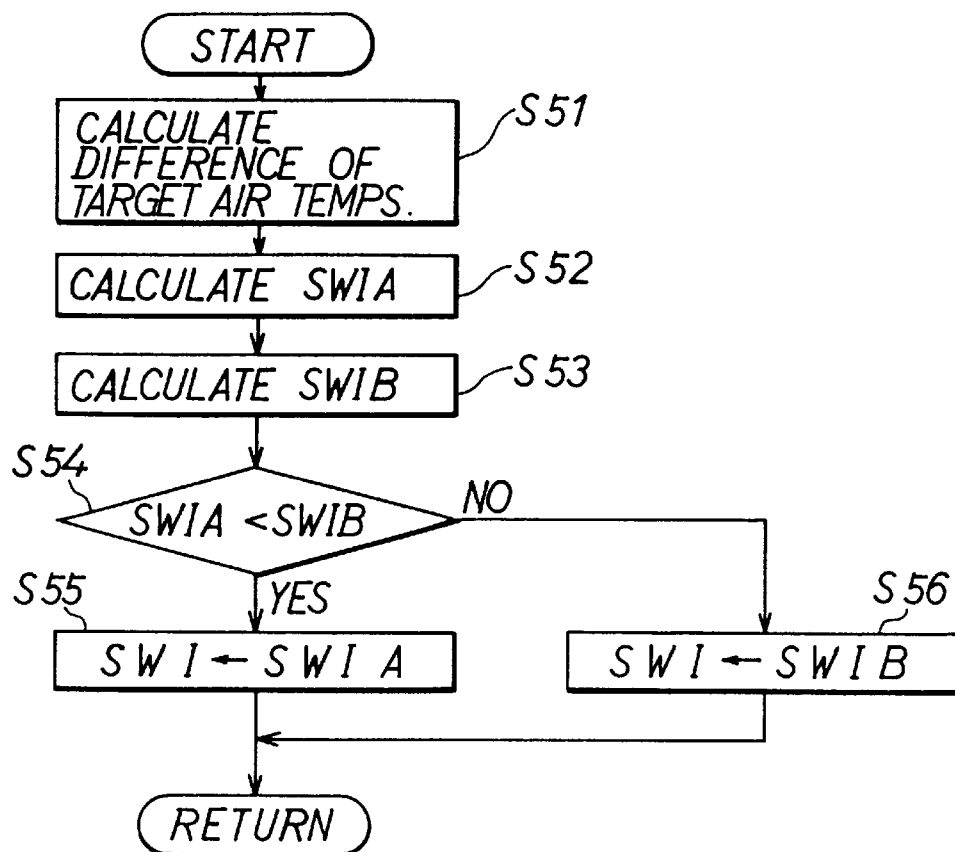 START
CALCULATE
DIFFERENCE OF
TARGET AIR TEMPS.
S51
CALCULATE SWIA
S52
CALCULATE SWIB
S53
S54
SWIA < SWIB
NO
YES
S55
SWI ← SWIA
S56
SWI ← SWIB
RETURN